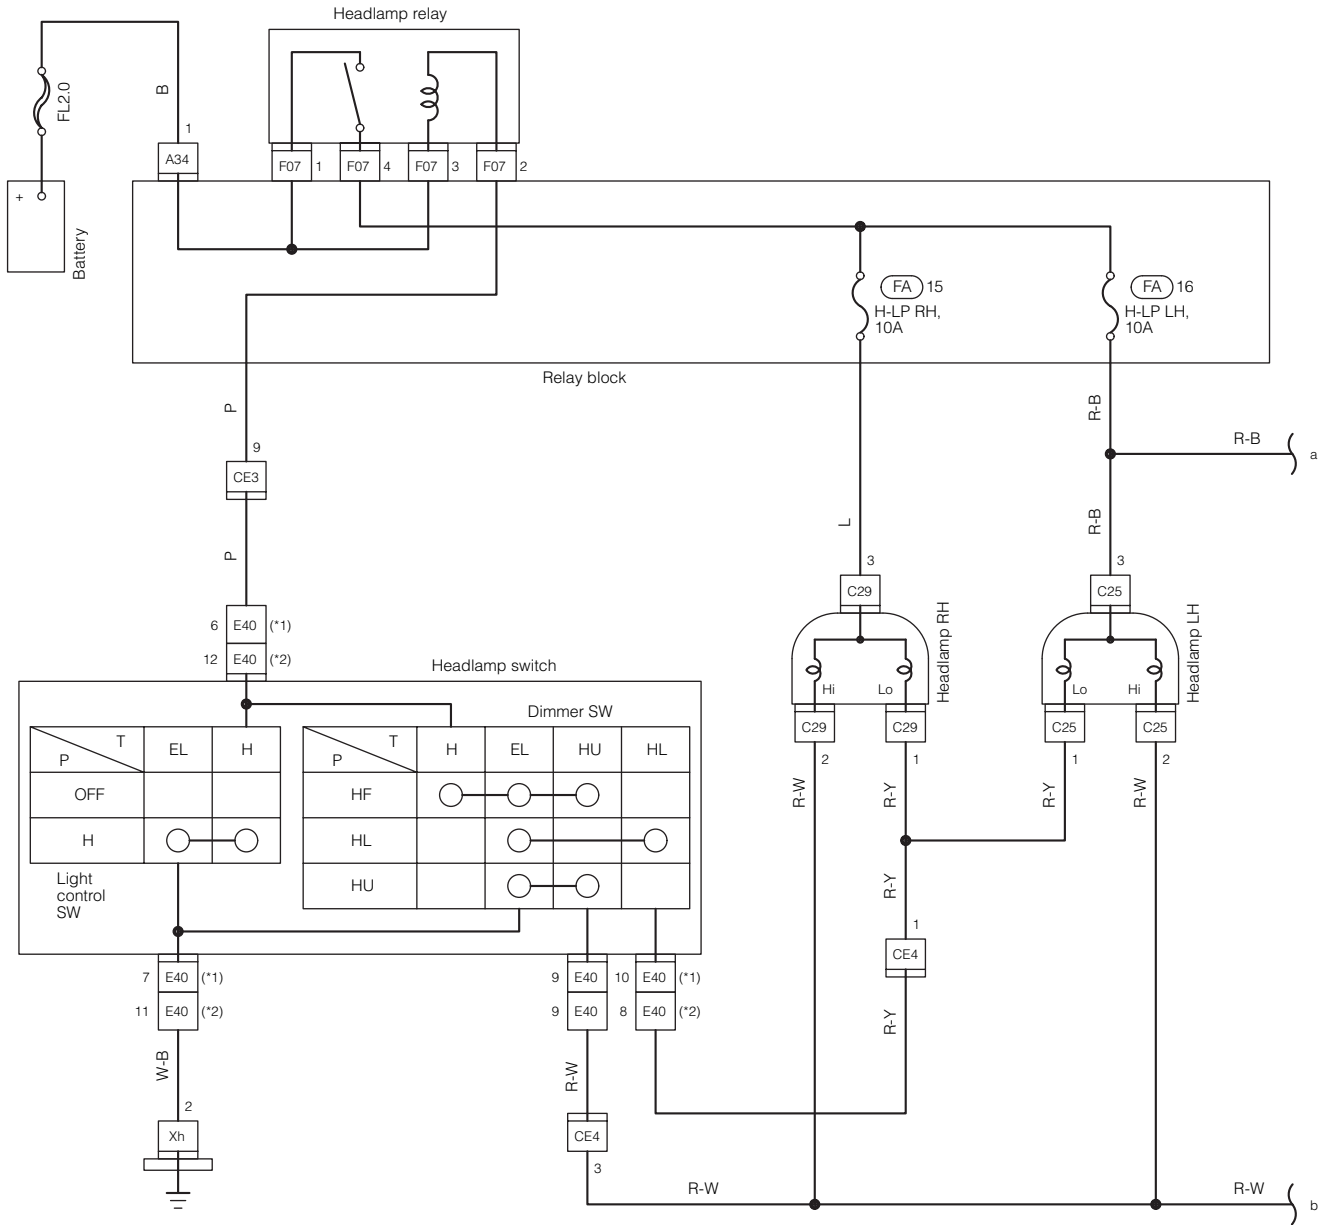 Headlamp relay
FL2.0
B
1
A34
F07 1
F07 4
F07 3
F07 2
+
Battery
FA 15
H-LP RH,
10A
FA 16
H-LP LH,
10A
Relay block
P
R-B
R-B
a
9
CE3
P
L
R-B
3
C29
3
C25
6 E40 (*1)
12 E40 (*2)
Headlamp RH
Headlamp LH
Hi
Lo
Lo
Hi
C29
C29
C25
C25
2
1
1
2
R-W
R-Y
R-Y
R-W
Headlamp switch
Dimmer SW
T
P
EL
H
OFF
H
Light
control
SW
T
P
H
EL
HU
HL
HF
HL
HU
R-Y
1
CE4
7 E40 (*1)
11 E40 (*2)
9 E40
10 E40 (*1)
9 E40
8 E40 (*2)
R-Y
W-B
R-W
2
Xh
CE4
3
R-W
R-W
b